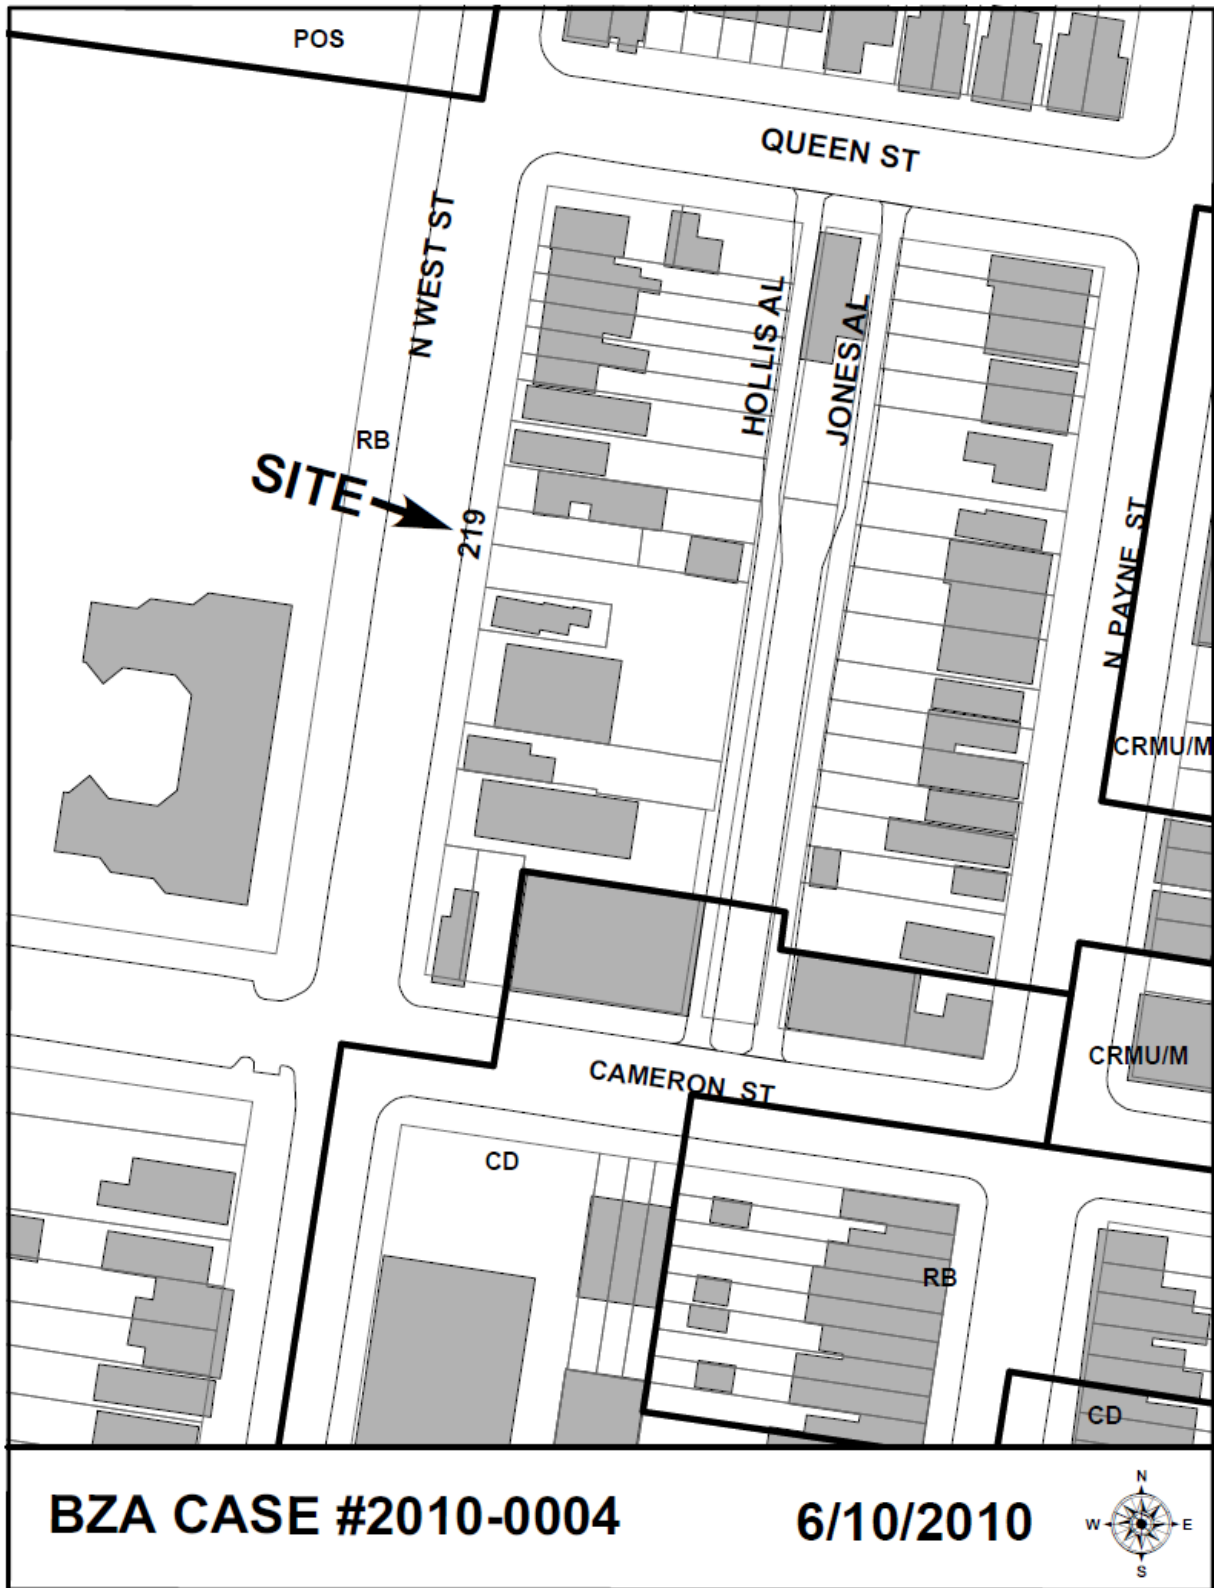 POS
QUEEN ST
N WEST ST
HOLLIS AL
JONES AL
RB
SITE
219
N PAYNE ST
CRMU/M
CRMU/M
CAMERON ST
CD
RB
CD
BZA CASE #2010-0004
6/10/2010
N
W
E
S